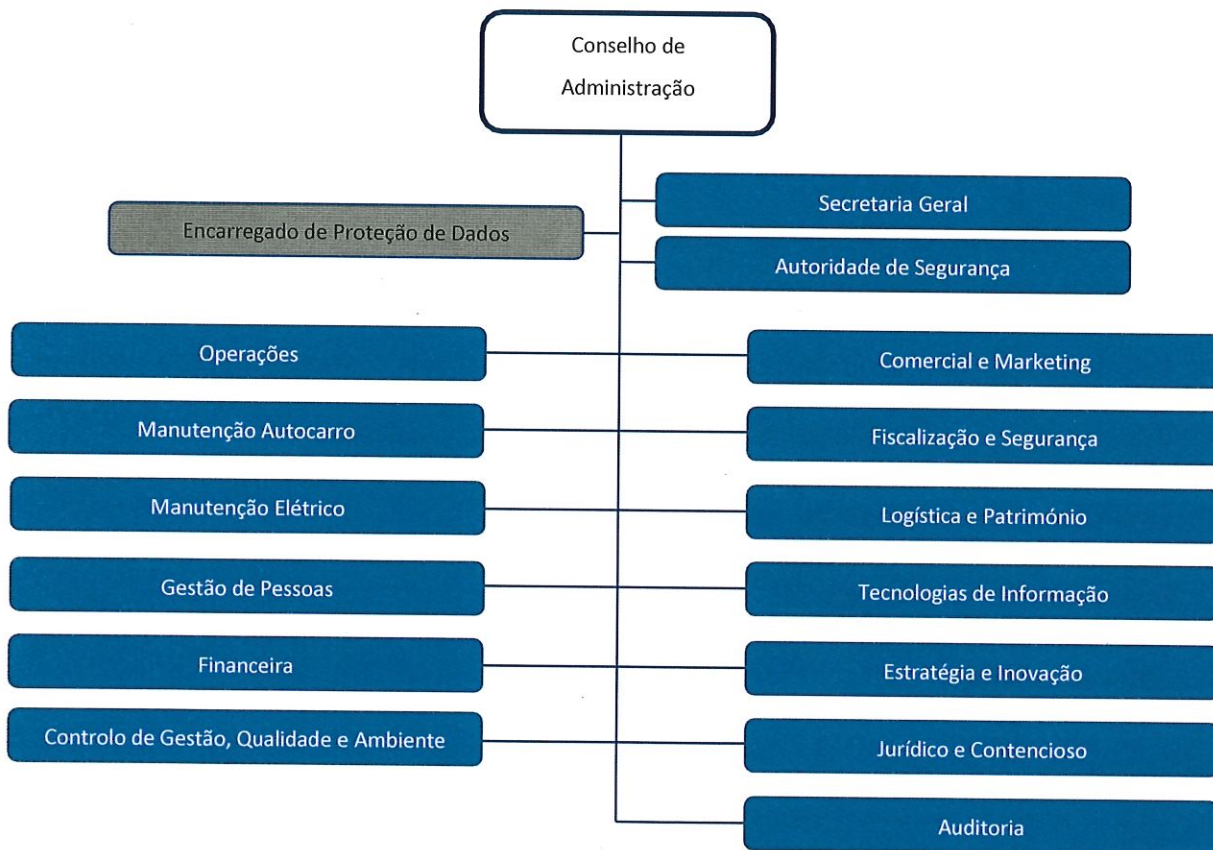 Conselho de
Administração
Secretaria Geral
Encarregado de Proteção de Dados
Autoridade de Segurança
Operações
Comercial e Marketing
Manutenção Autocarro
Fiscalização e Segurança
Manutenção Elétrico
Logística e Património
Gestão de Pessoas
Tecnologias de Informação
Financeira
Estratégia e Inovação
Controlo de Gestão, Qualidade e Ambiente
Jurídico e Contencioso
Auditoria